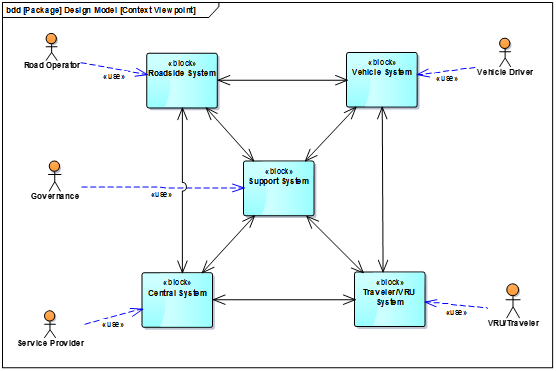 bdd [Package] Design Model [Context Viewpoint]
Road Operator
«use»
«block»
Roadside System
«block»
Vehicle System
«use»
Vehicle Driver
Governance
«use»
«block»
Support System
Service Provider
«use»
«block»
Central System
«block»
Traveler/VRU
System
«use»
VRU/Traveler